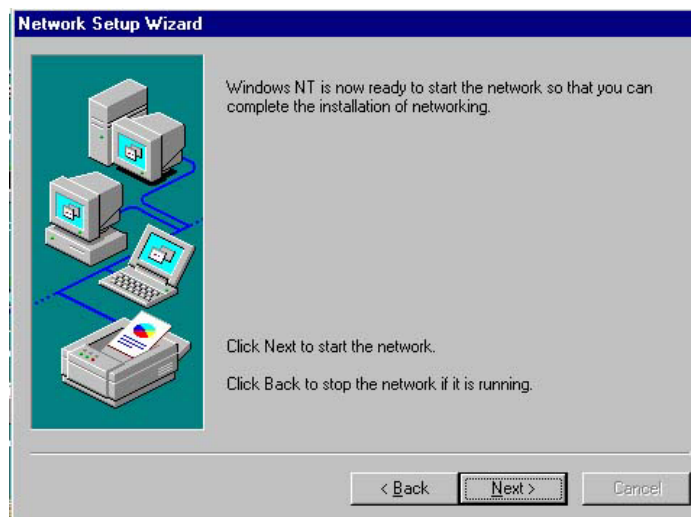 Network Setup Wizard
Windows NT is now ready to start the network so that you can
complete the installation of networking.
Click Next to start the network.
Click Back to stop the network if it is running.
< Back Next > Cancel